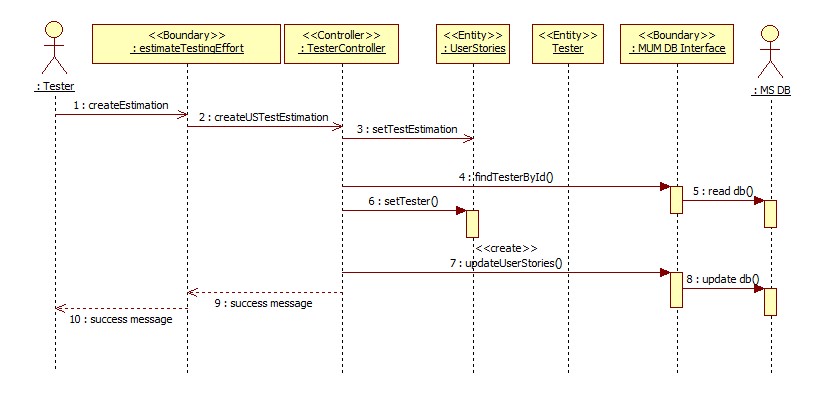 <<Boundary>>
: estimateTestingEffort
<<Controller>>
: TesterController
<<Entity>>
: UserStories
<<Entity>>
Tester
<<Boundary>>
: MUM DB Interface
: Tester
: MS DB
1 : createEstimation
2 : createUSTestEstimation
3 : setTestEstimation
4 : findTesterById()
5 : read db()
6 : setTester()
<<create>>
7 : updateUserStories()
8 : update db()
9 : success message
10 : success message